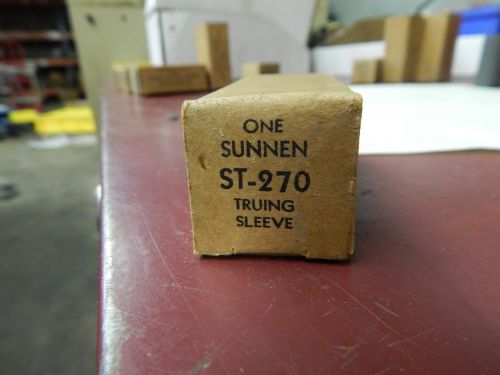 ONE
SUNNEN
ST-270
TRUING
SLEEVE